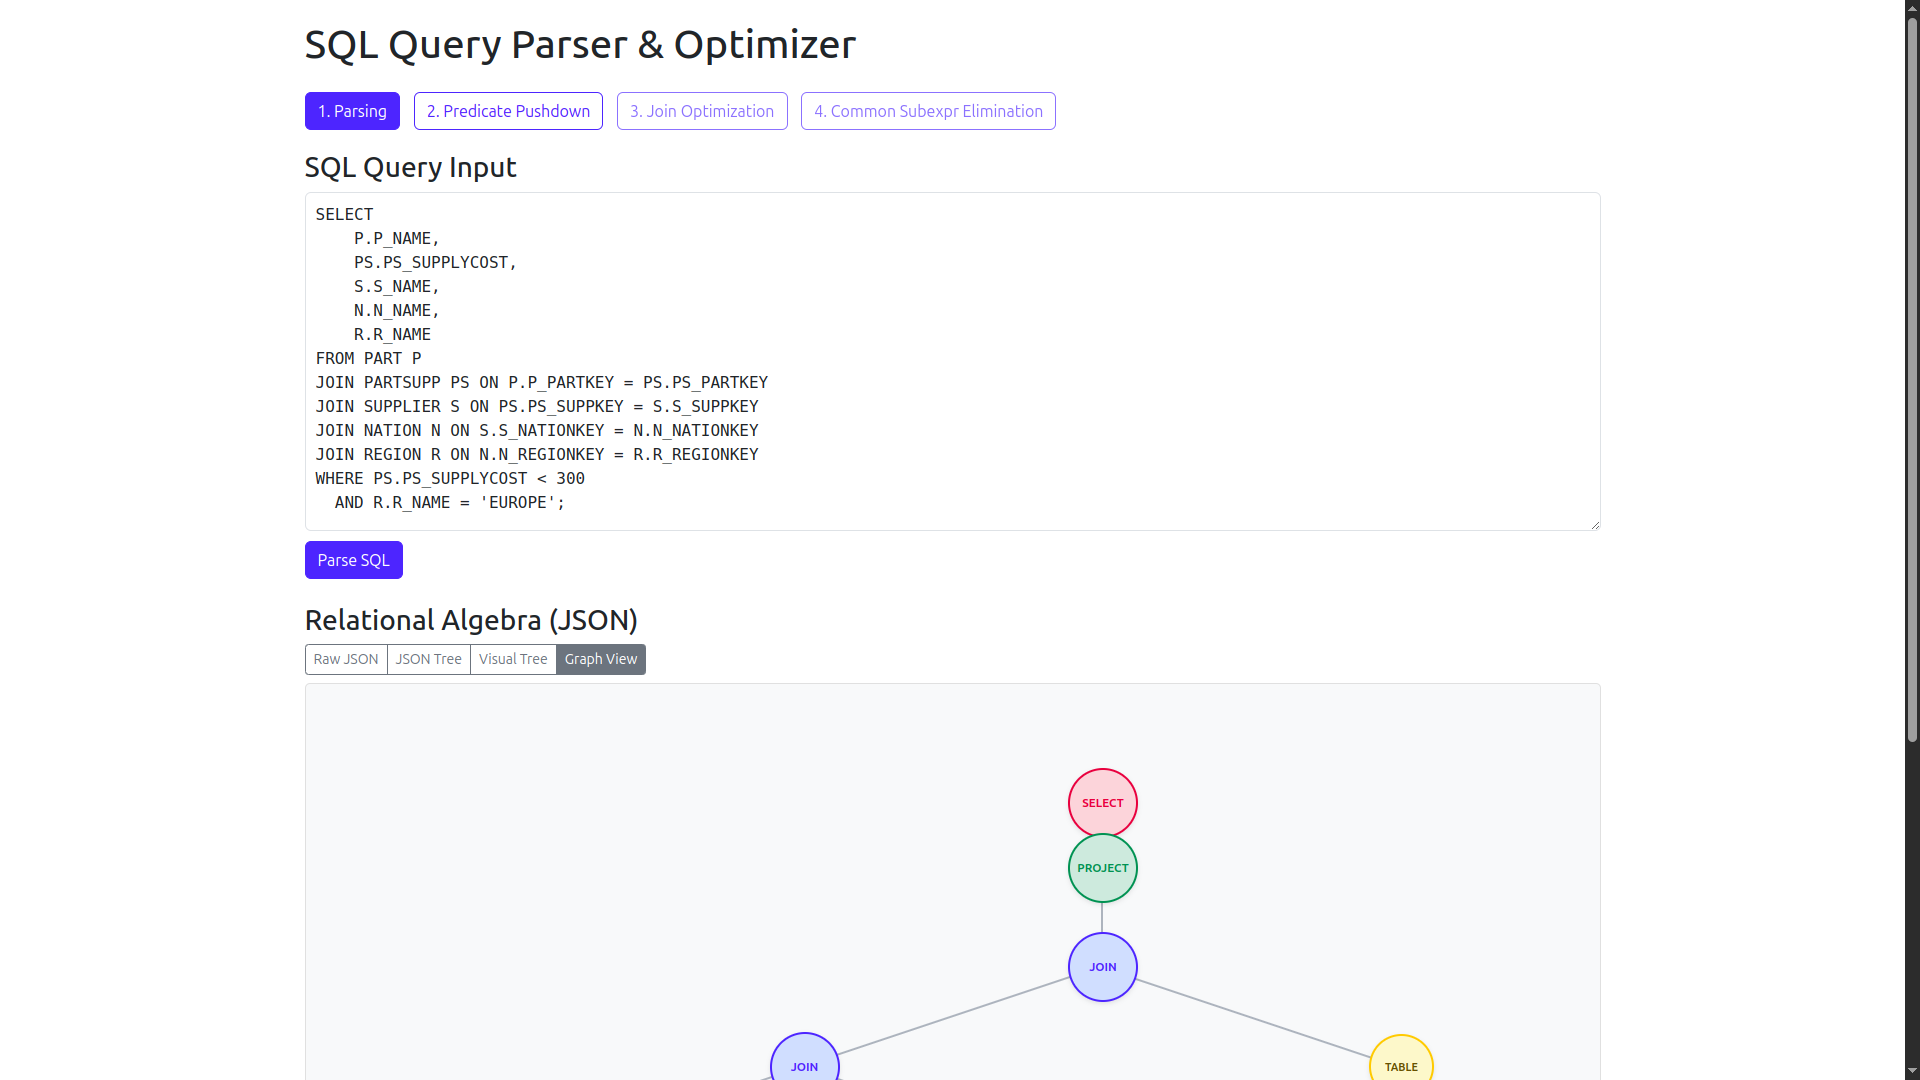 SQL Query Parser & Optimizer
1. Parsing
2. Predicate Pushdown
3. Join Optimization
4. Common Subexpr Elimination
SQL Query Input
SELECT
    P.P_NAME,
    PS.PS_SUPPLYCOST,
    S.S_NAME,
    N.N_NAME,
    R.R_NAME
FROM PART P
JOIN PARTSUPP PS ON P.P_PARTKEY = PS.PS_PARTKEY
JOIN SUPPLIER S ON PS.PS_SUPPKEY = S.S_SUPPKEY
JOIN NATION N ON S.S_NATIONKEY = N.N_NATIONKEY
JOIN REGION R ON N.N_REGIONKEY = R.R_REGIONKEY
WHERE PS.PS_SUPPLYCOST < 300
  AND R.R_NAME = 'EUROPE';
Parse SQL
Relational Algebra (JSON)
Raw JSON
JSON Tree
Visual Tree
Graph View
SELECT
PROJECT
JOIN
JOIN
TABLE